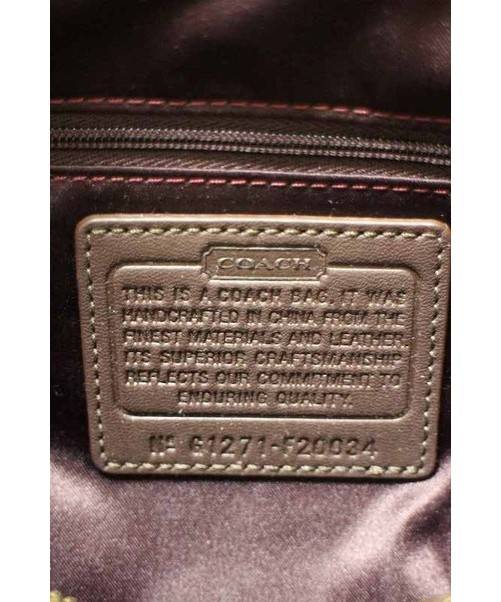 COACH
THIS IS A COACH BAG. IT WAS
HANDCRAFTED IN CHINA FROM THE
FINEST MATERIALS AND LEATHER.
ITS SUPERIOR CRAFTSMANSHIP
REFLECTS OUR COMMITMENT TO
ENDURING QUALITY.
Nº G1271-F20034